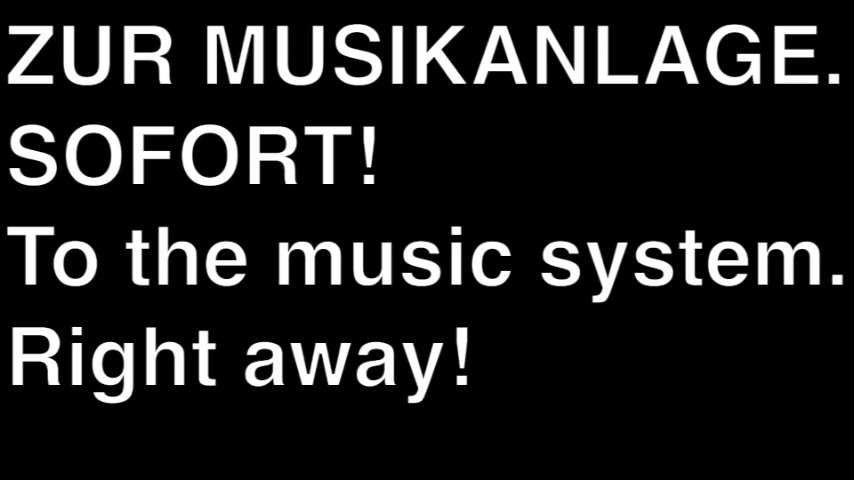 ZUR MUSIKANLAGE.
SOFORT!
To the music system.
Right away!